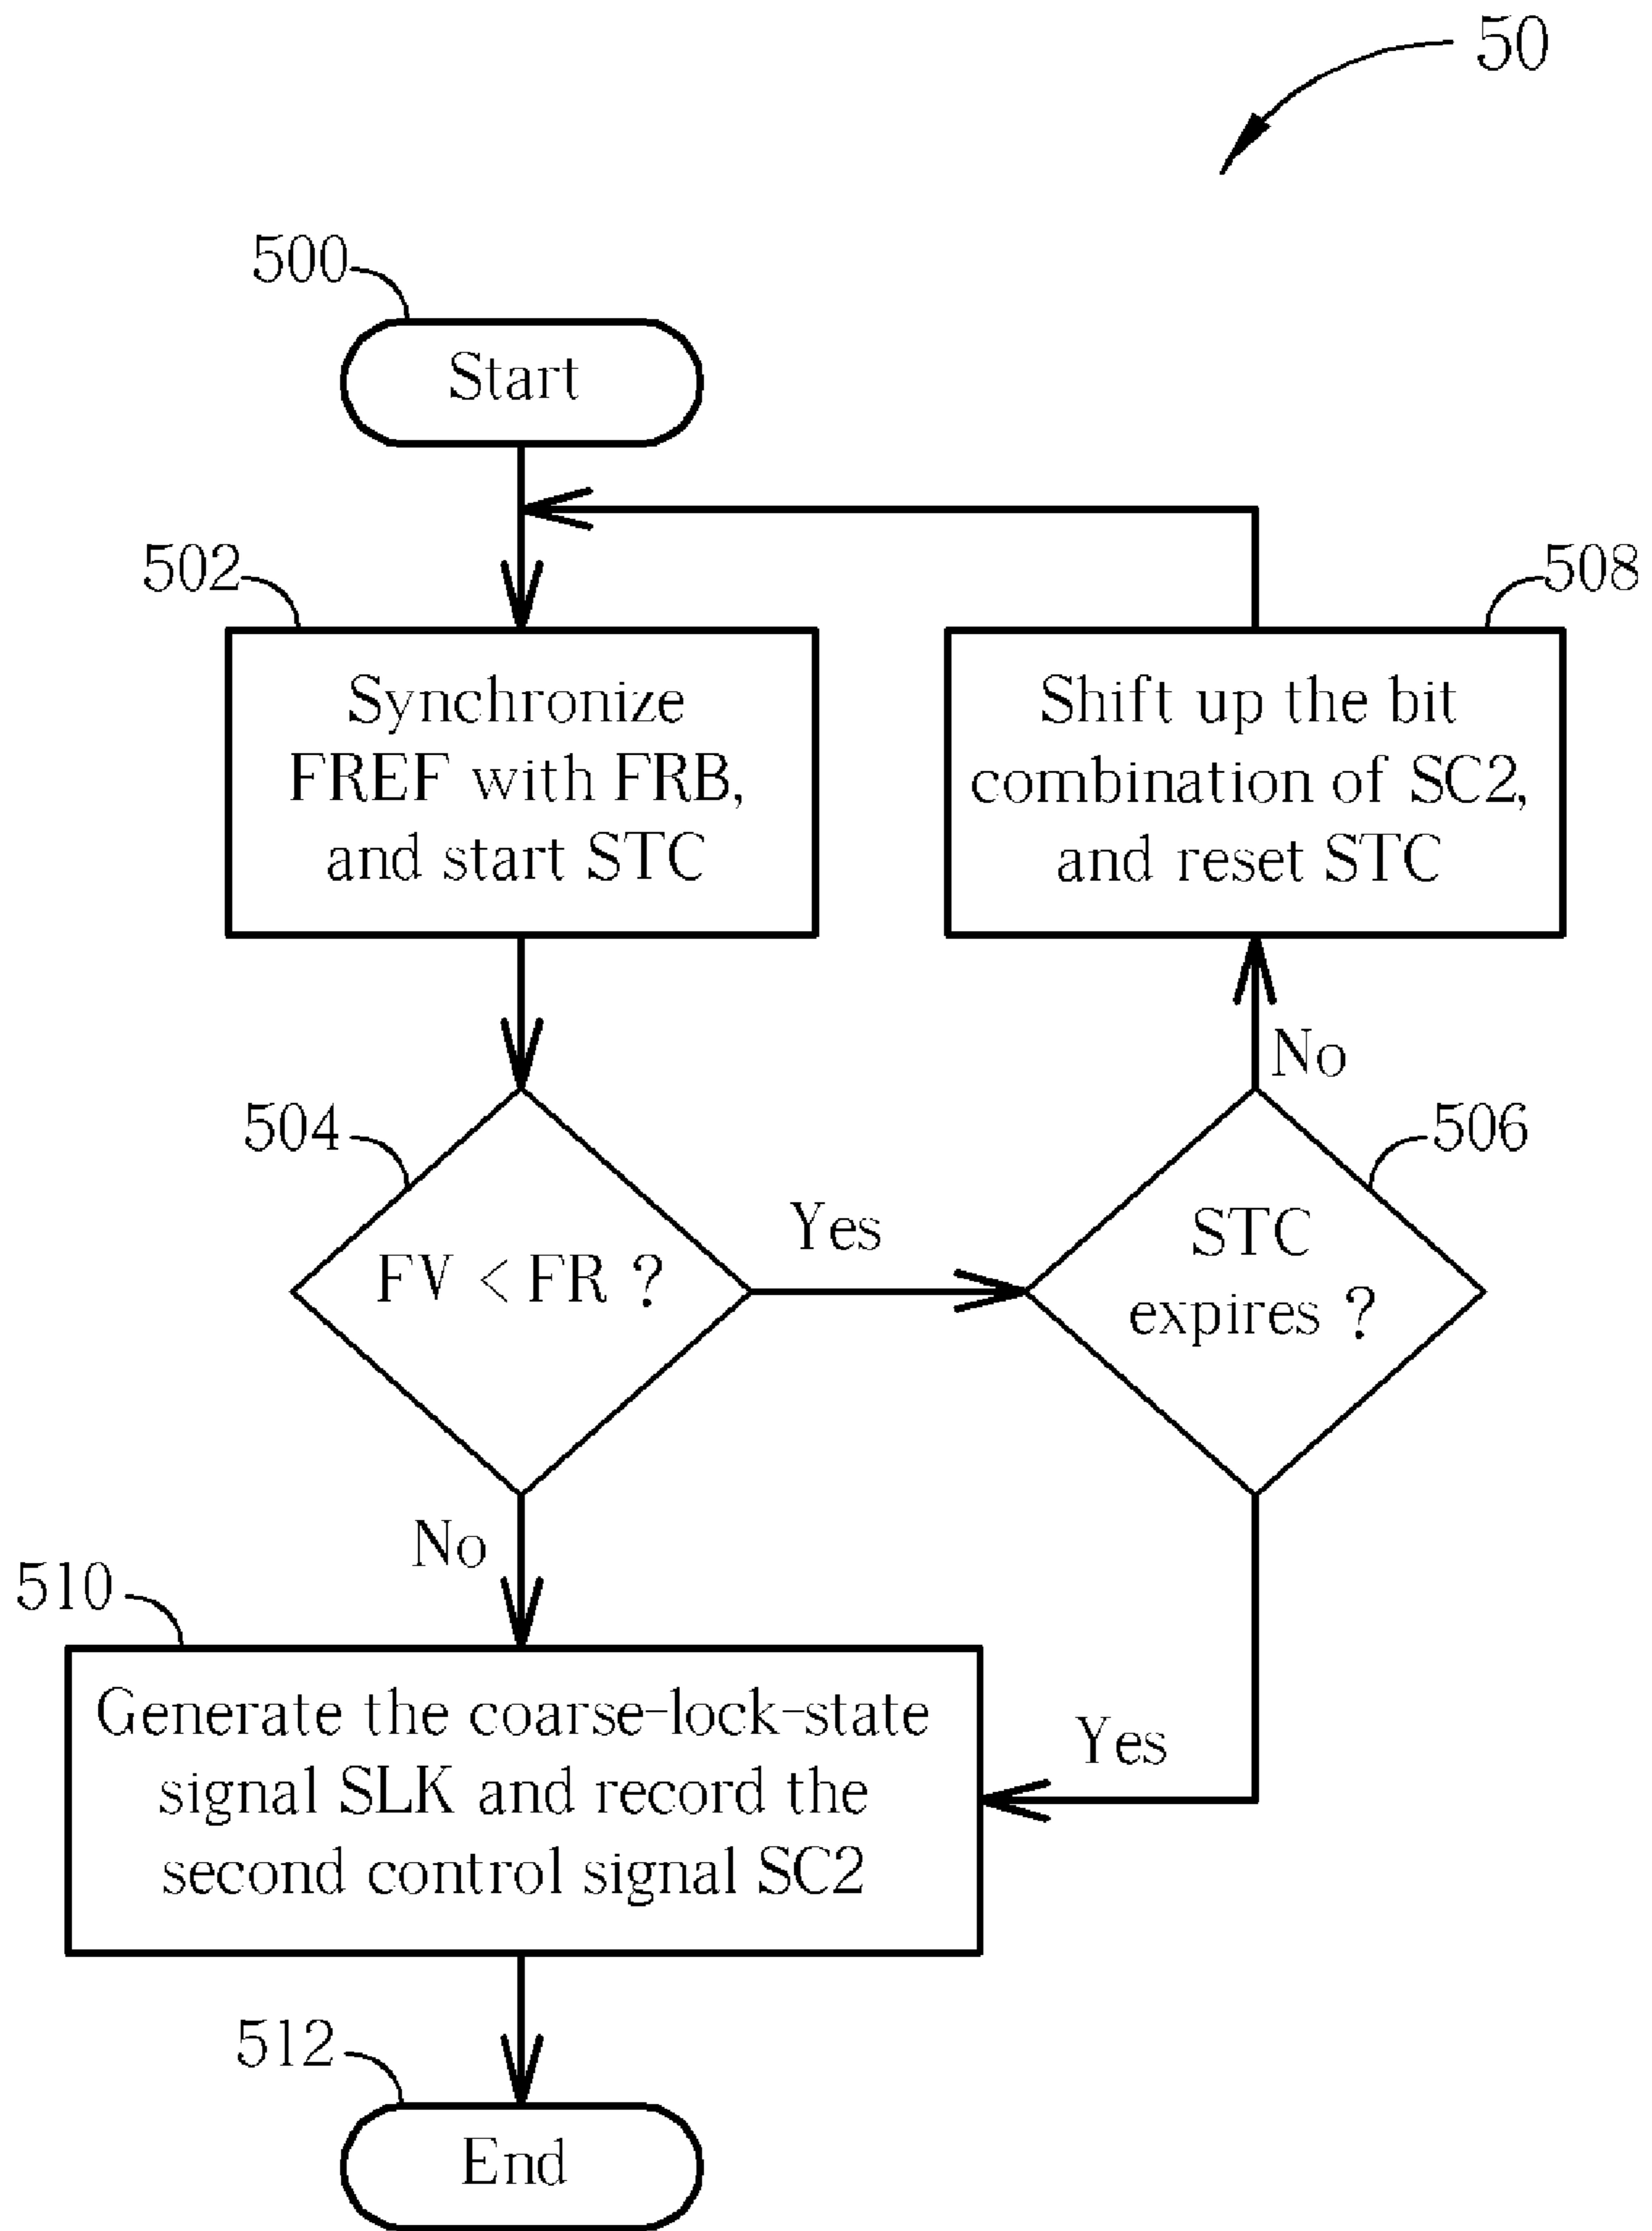 50
500
Start
502
508
Synchronize
FREF with FRB,
and start STC
Shift up the bit
combination of SC2,
and reset STC
No
504
506
FV < FR ?
Yes
STC
expires ?
No
510
Generate the coarse-lock-state
signal SLK and record the
second control signal SC2
Yes
512
End